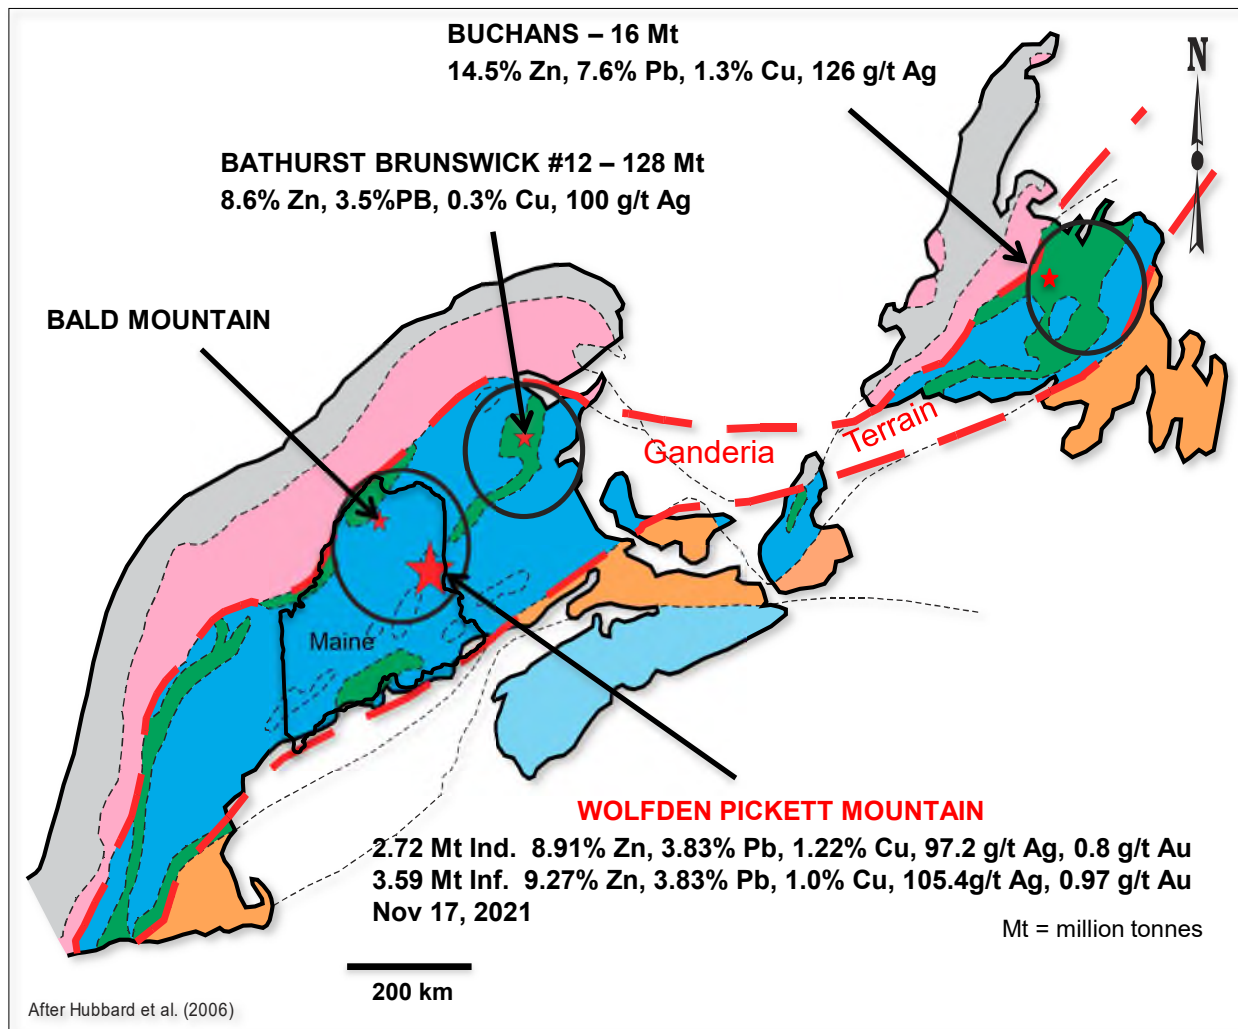 BUCHANS – 16 Mt
14.5% Zn, 7.6% Pb, 1.3% Cu, 126 g/t Ag
N
BATHURST BRUNSWICK #12 – 128 Mt
8.6% Zn, 3.5%PB, 0.3% Cu, 100 g/t Ag
BALD MOUNTAIN
Ganderia
Terrain
Maine
WOLFDEN PICKETT MOUNTAIN
2.72 Mt Ind. 8.91% Zn, 3.83% Pb, 1.22% Cu, 97.2 g/t Ag, 0.8 g/t Au
3.59 Mt Inf. 9.27% Zn, 3.83% Pb, 1.0% Cu, 105.4g/t Ag, 0.97 g/t Au
Nov 17, 2021
Mt = million tonnes
200 km
After Hubbard et al. (2006)